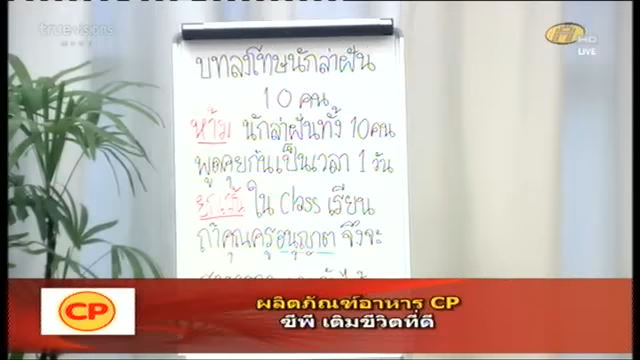 truevisions
HD
LIVE
บทลงโทษนักล่าฝัน
10 คน
ห้าม นักล่าฝันทั้ง 10 คน
พูดคุยกันเป็นเวลา 1 วัน
ยกเว้น ใน Class เรียน
ถ้าคุณครูอนุญาต จึงจะ
CP
ผลิตภัณฑ์อาหาร CP
ซีพี เติมชีวิตที่ดี